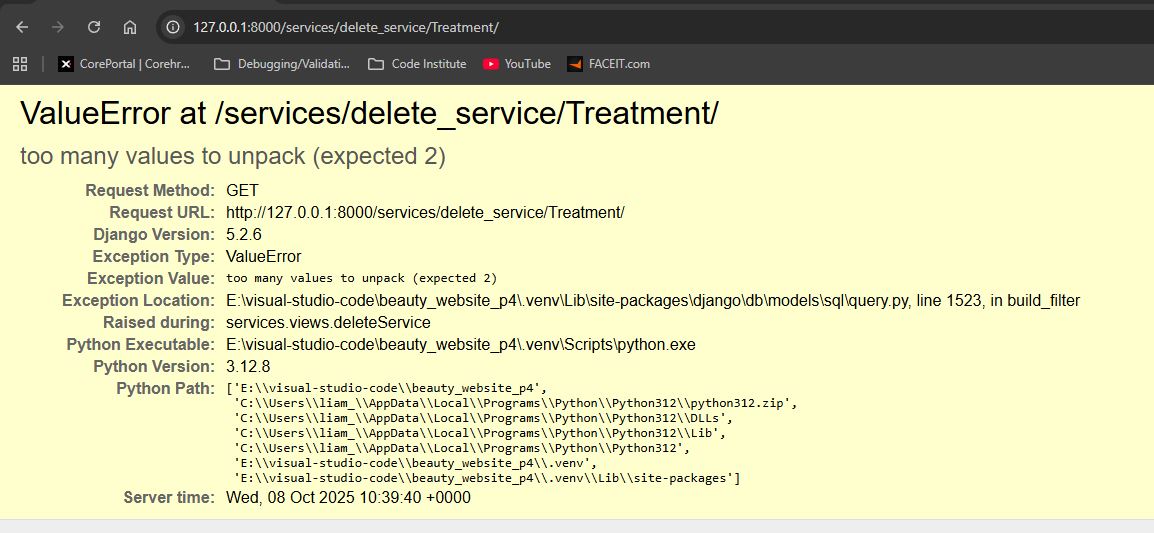 127.0.0.1:8000/services/delete_service/Treatment/
CorePortal | Corehr... Debugging/Validati... Code Institute YouTube FACEIT.com
ValueError at /services/delete_service/Treatment/
too many values to unpack (expected 2)
Request Method: GET
Request URL: http://127.0.0.1:8000/services/delete_service/Treatment/
Django Version: 5.2.6
Exception Type: ValueError
Exception Value: too many values to unpack (expected 2)
Exception Location: E:\visual-studio-code\beauty_website_p4\.venv\Lib\site-packages\django\db\models\sql\query.py, line 1523, in build_filter
Raised during: services.views.deleteService
Python Executable: E:\visual-studio-code\beauty_website_p4\.venv\Scripts\python.exe
Python Version: 3.12.8
Python Path: ['E:\\visual-studio-code\\beauty_website_p4',
'C:\\Users\\liam_\\AppData\\Local\\Programs\\Python\\Python312\\python312.zip',
'C:\\Users\\liam_\\AppData\\Local\\Programs\\Python\\Python312\\DLLs',
'C:\\Users\\liam_\\AppData\\Local\\Programs\\Python\\Python312\\Lib',
'C:\\Users\\liam_\\AppData\\Local\\Programs\\Python\\Python312',
'E:\\visual-studio-code\\beauty_website_p4\\.venv',
'E:\\visual-studio-code\\beauty_website_p4\\.venv\\Lib\\site-packages']
Server time: Wed, 08 Oct 2025 10:39:40 +0000